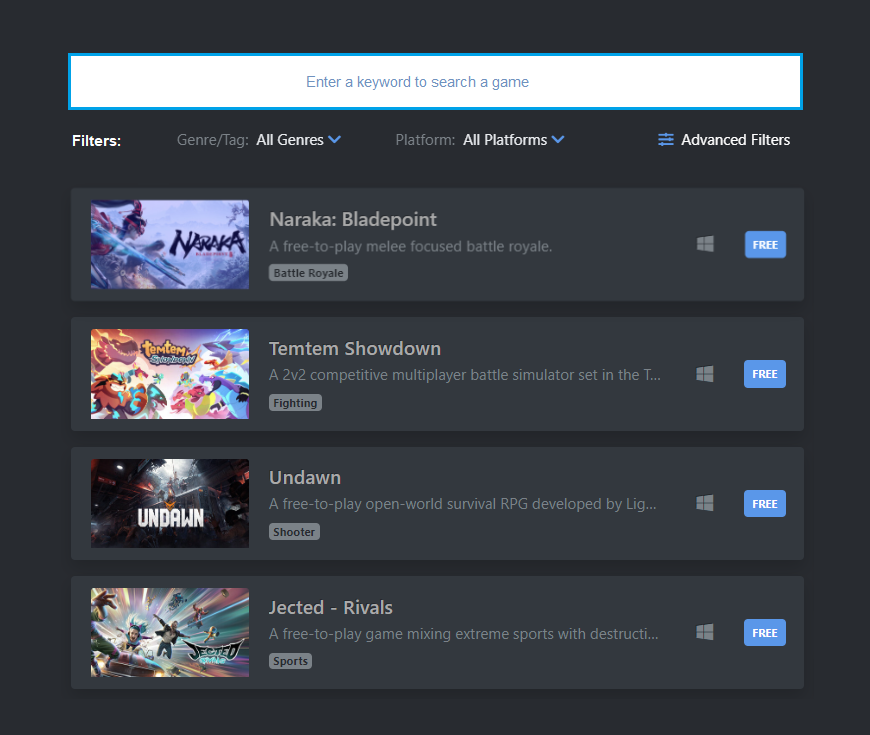 Enter a keyword to search a game
Filters:
Genre/Tag: All Genres
Platform: All Platforms
Advanced Filters
NARAKA
BLADEPOINT
Naraka: Bladepoint
A free-to-play melee focused battle royale.
Battle Royale
FREE
temtem
Showdown
Temtem Showdown
A 2v2 competitive multiplayer battle simulator set in the T...
Fighting
FREE
UNDAWN
Undawn
A free-to-play open-world survival RPG developed by Lig...
Shooter
FREE
JECTED
RIVALS
Jected - Rivals
A free-to-play game mixing extreme sports with destructi...
Sports
FREE